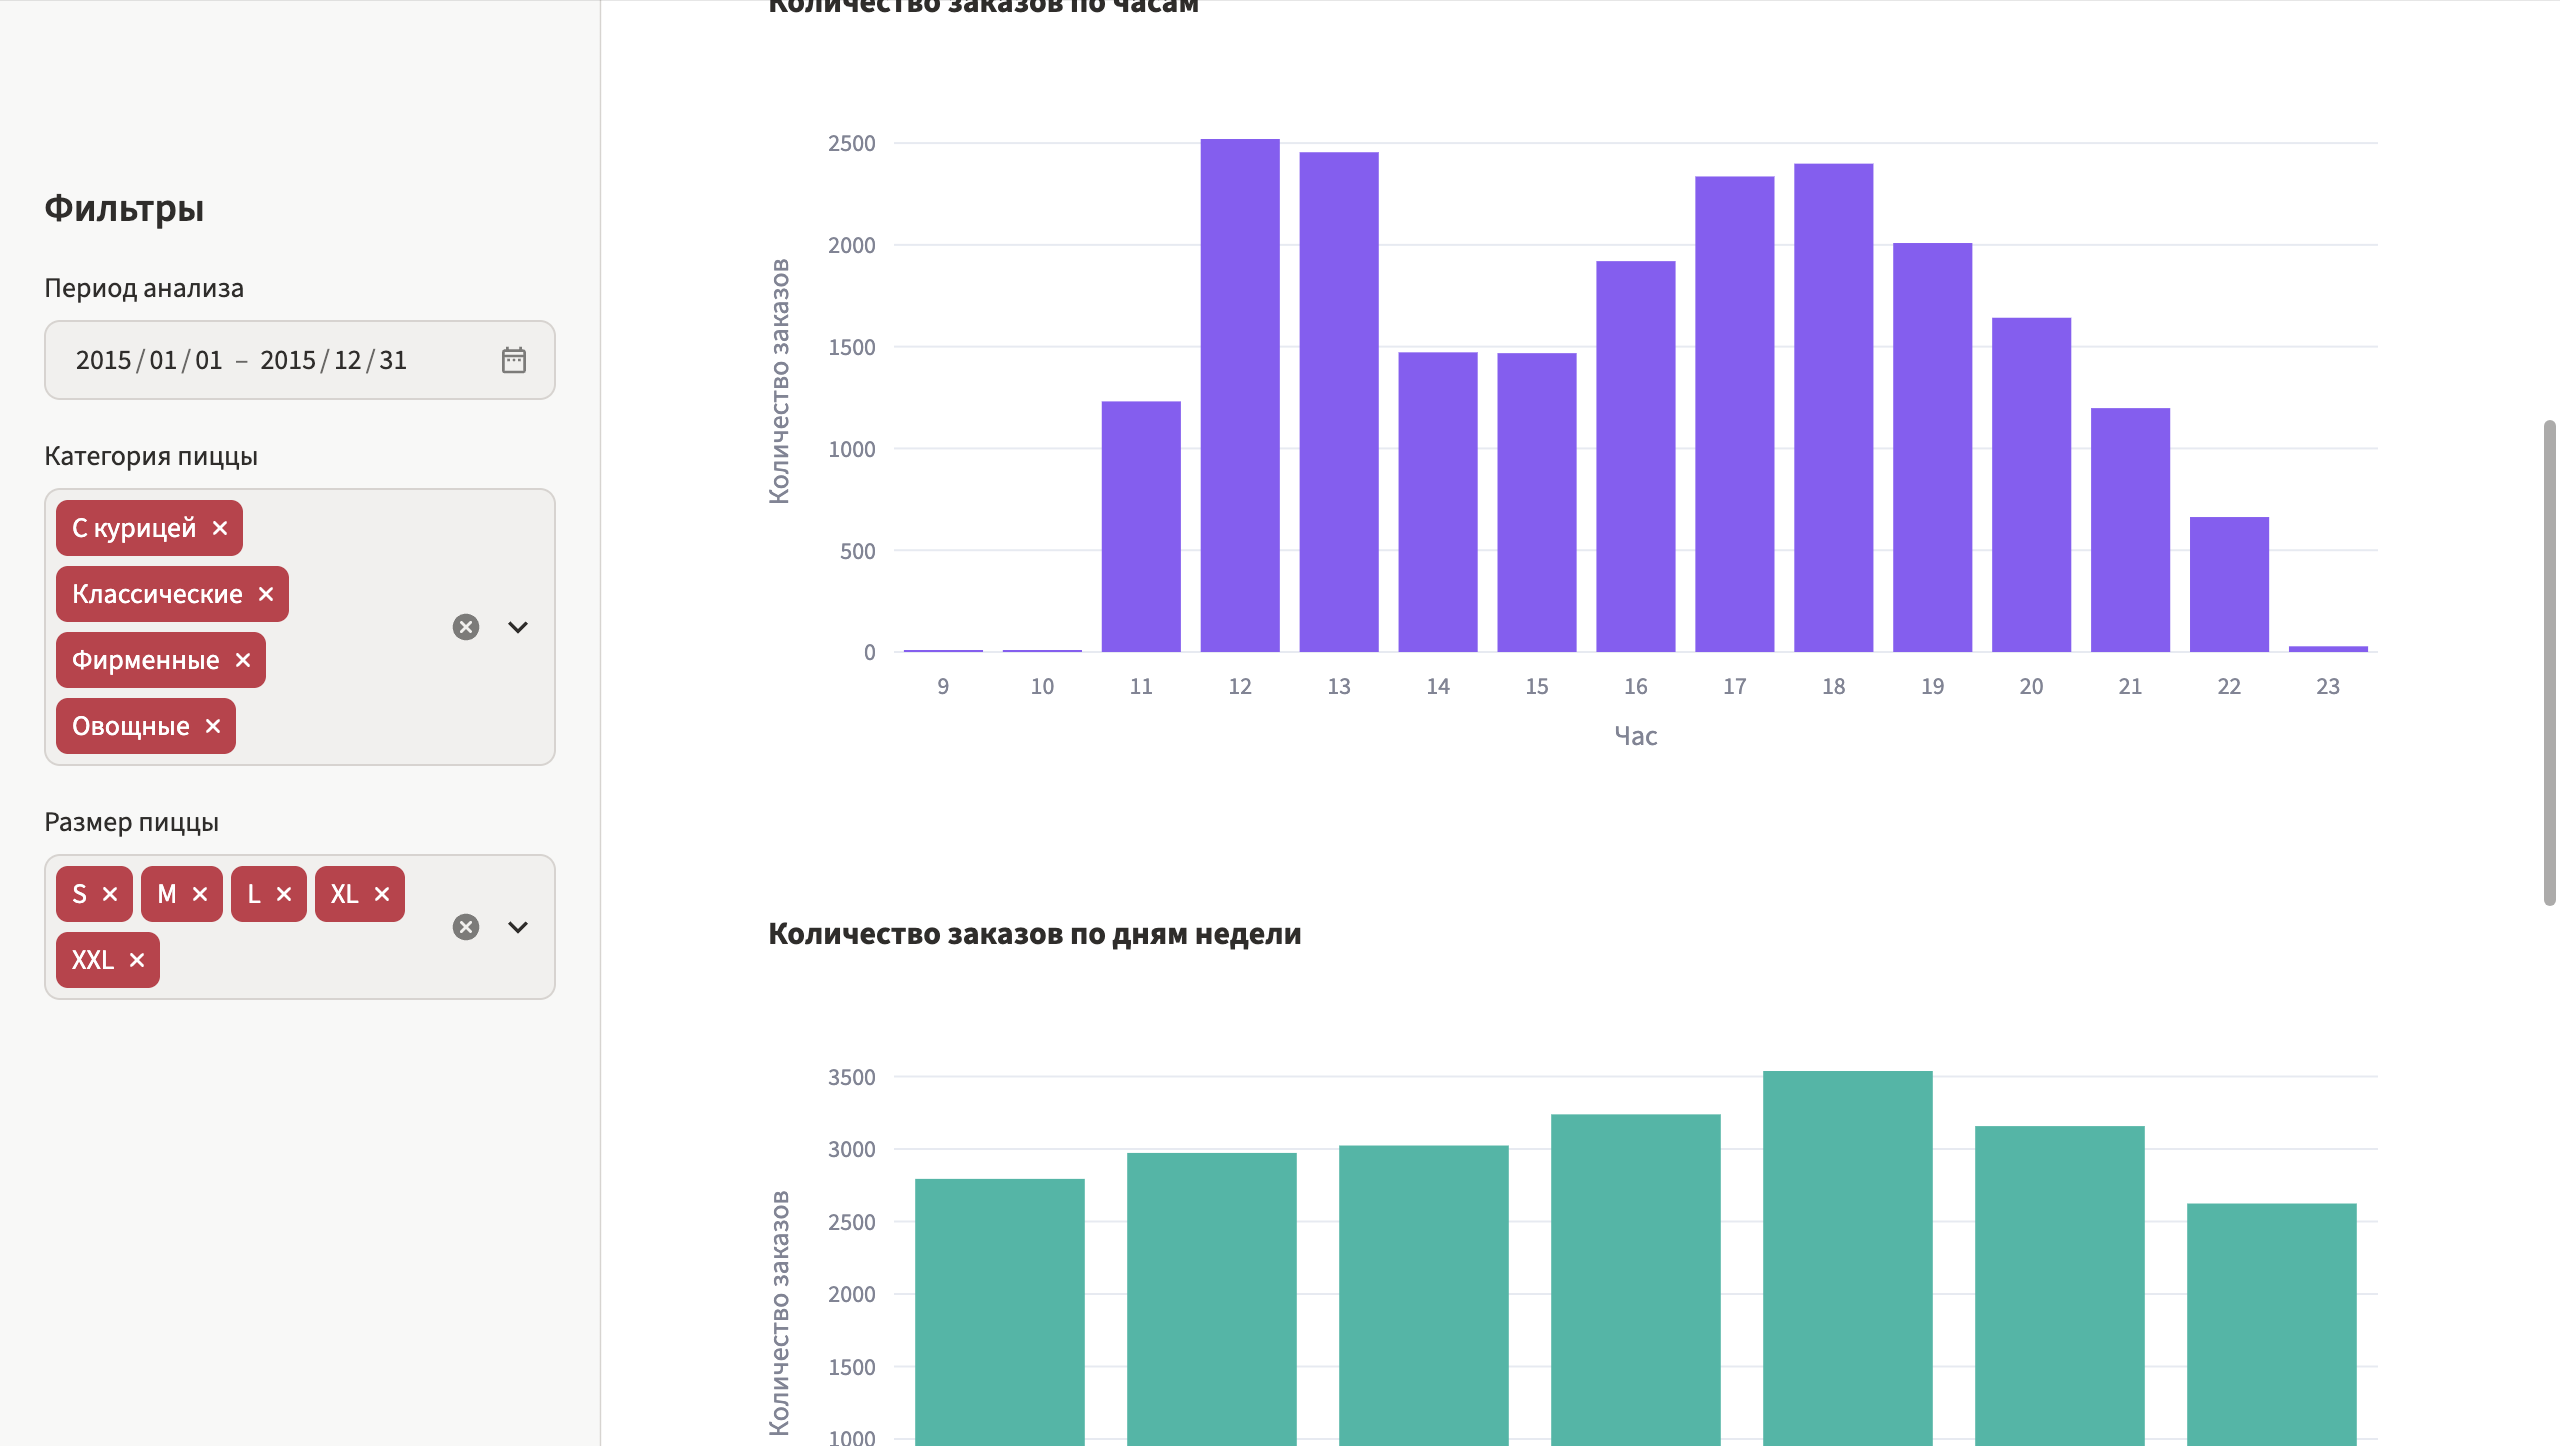 Фильтры
Период анализа
2015/01/01 – 2015/12/31
Категория пиццы
С курицей
Классические
Фирменные
Овощные
Размер пиццы
S M L XL
XXL
Количество заказов по часам
Количество заказов
2500
2000
1500
1000
500
0
9 10 11 12 13 14 15 16 17 18 19 20 21 22 23
Час
Количество заказов по дням недели
Количество заказов
3500
3000
2500
2000
1500
1000